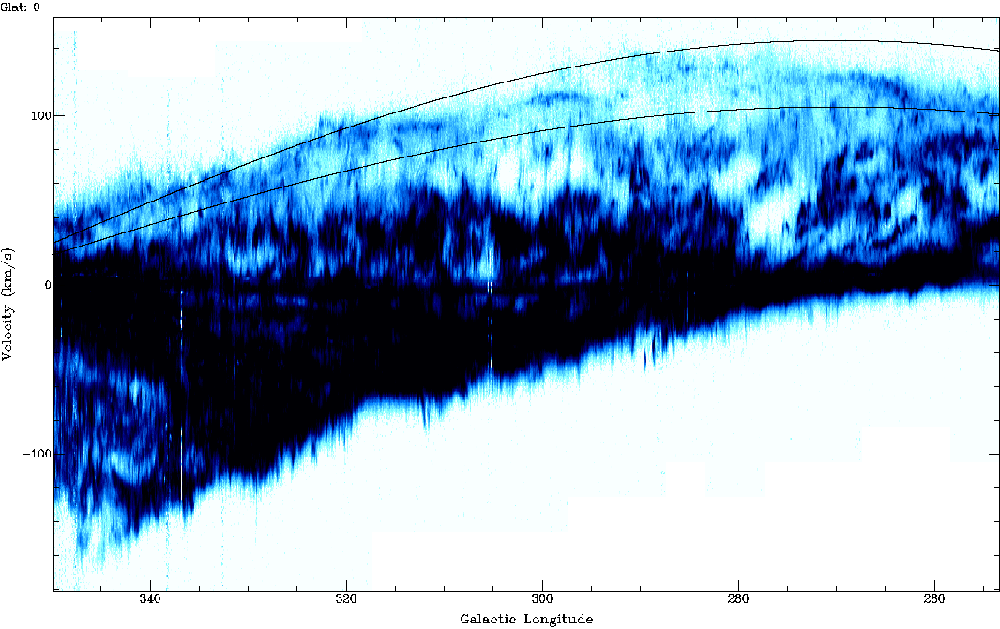 Glat: 0
100
0
−100
Velocity (km/s)
340 320 300 280 260
Galactic Longitude